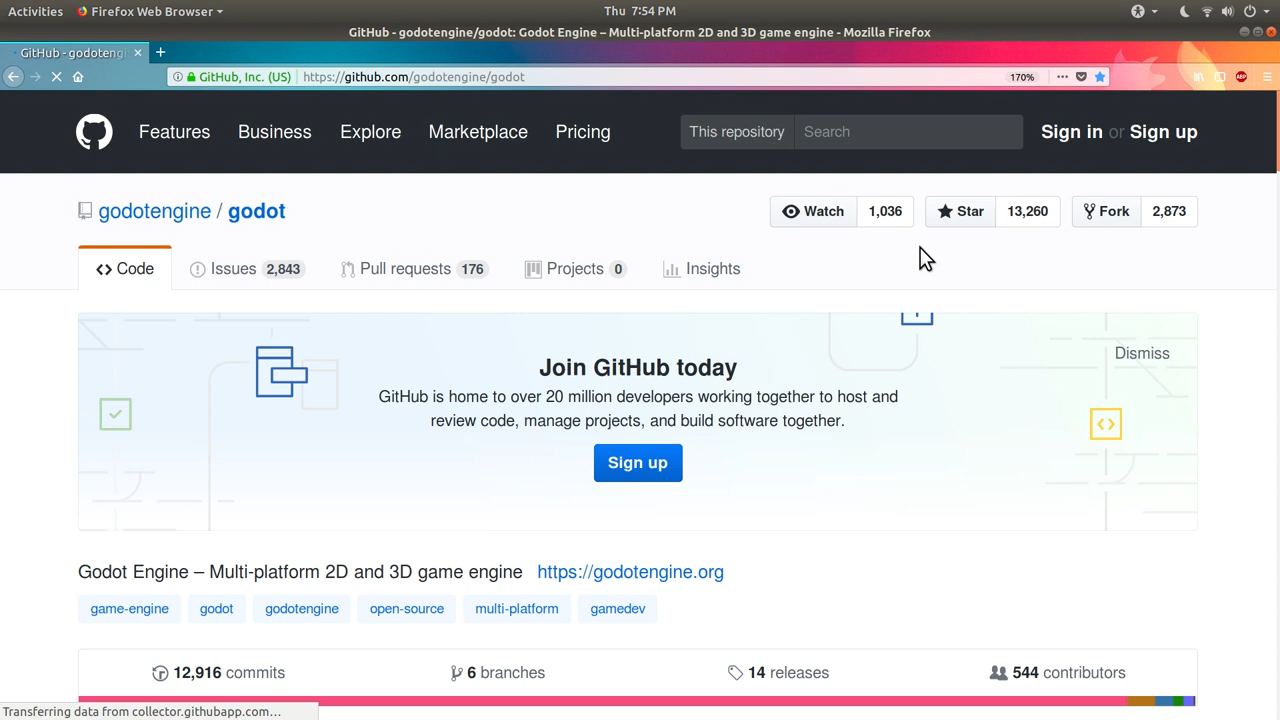 Activities Firefox Web Browser Thu 7:54 PM
GitHub - godotengine/godot: Godot Engine – Multi-platform 2D and 3D game engine - Mozilla Firefox
GitHub - godotengin × +
GitHub, Inc. (US) https://github.com/godotengine/godot 170% ABP
Features Business Explore Marketplace Pricing This repository Search Sign in or Sign up
godotengine / godot Watch 1,036 Star 13,260 Fork 2,873
Code Issues 2,843 Pull requests 176 Projects 0 Insights
Join GitHub today
Dismiss
GitHub is home to over 20 million developers working together to host and
review code, manage projects, and build software together.
Sign up
Godot Engine – Multi-platform 2D and 3D game engine https://godotengine.org
game-engine godot godotengine open-source multi-platform gamedev
12,916 commits 6 branches 14 releases 544 contributors
Transferring data from collector.githubapp.com…